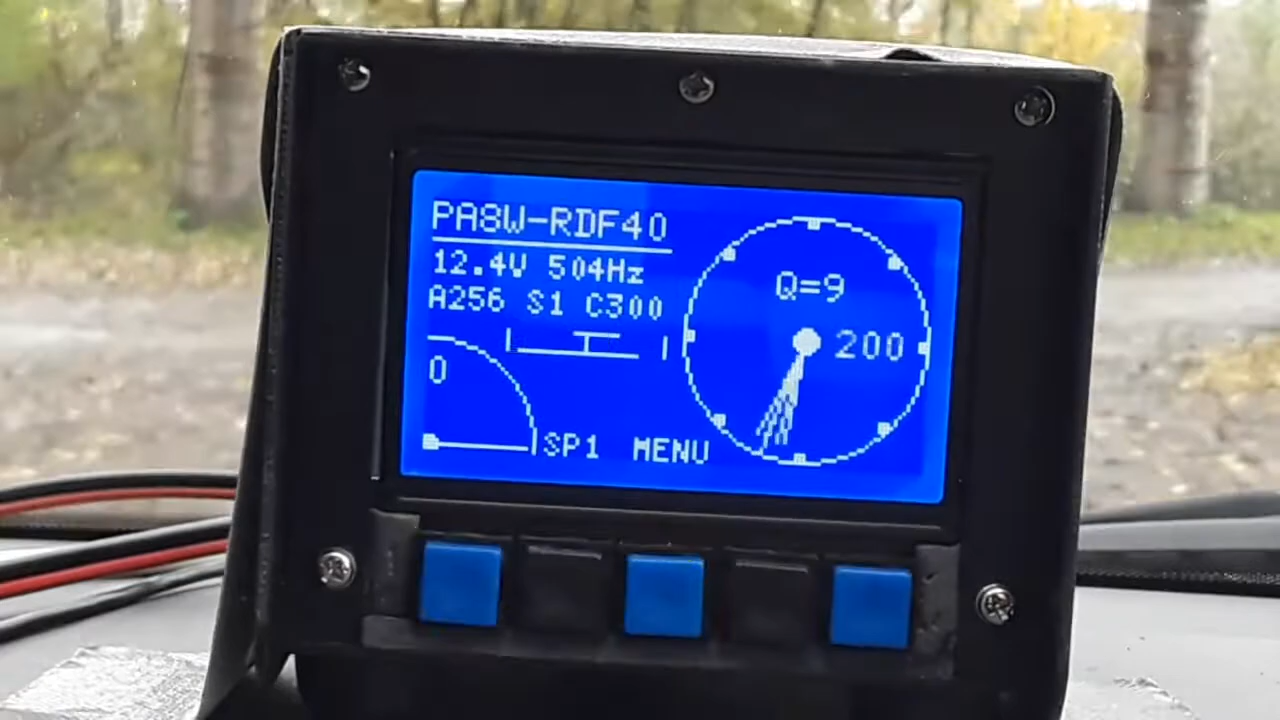 PA8W-RDF40
12.4V 504Hz
A256 S1 C300
0
SP1 MENU
Q=9
200